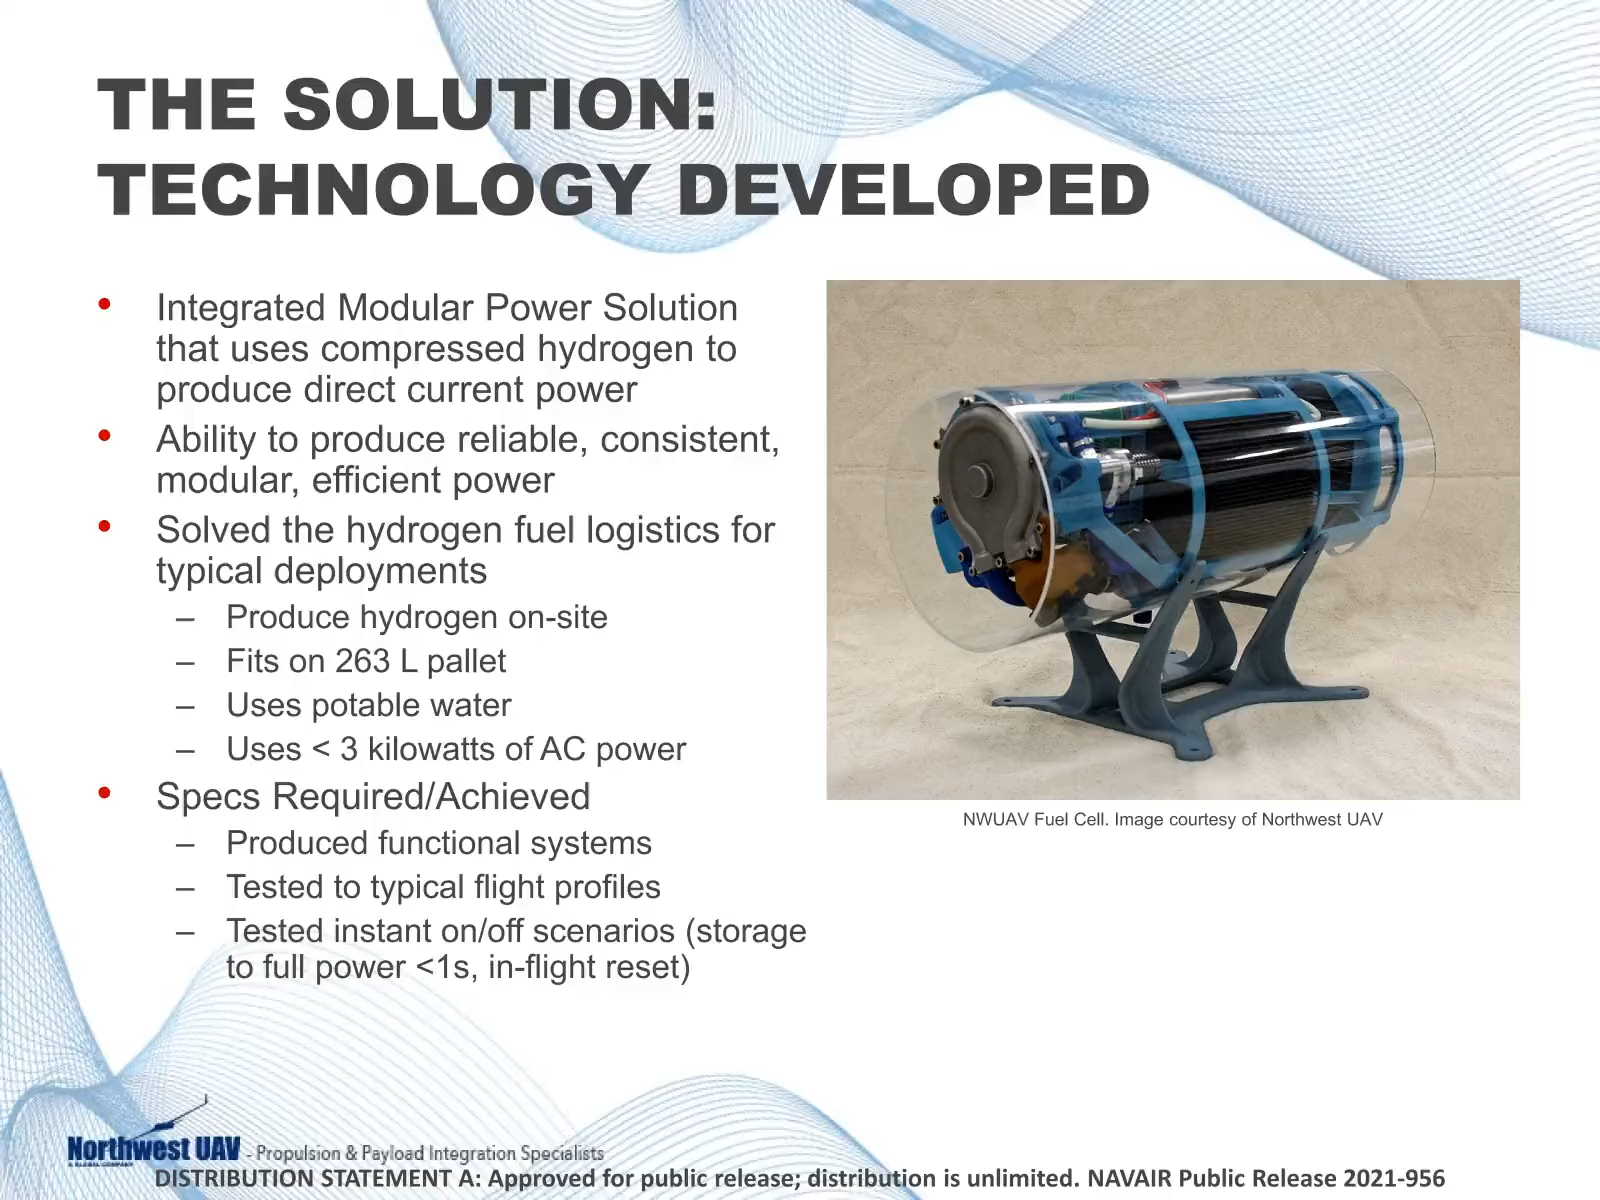 THE SOLUTION:
TECHNOLOGY DEVELOPED
• Integrated Modular Power Solution
that uses compressed hydrogen to
produce direct current power
• Ability to produce reliable, consistent,
modular, efficient power
• Solved the hydrogen fuel logistics for
typical deployments
– Produce hydrogen on-site
– Fits on 263 L pallet
– Uses potable water
– Uses < 3 kilowatts of AC power
• Specs Required/Achieved
– Produced functional systems
– Tested to typical flight profiles
– Tested instant on/off scenarios (storage
to full power <1s, in-flight reset)
NWUAV Fuel Cell. Image courtesy of Northwest UAV
Northwest UAV - Propulsion & Payload Integration Specialists
A GLOBAL COMPANY
DISTRIBUTION STATEMENT A: Approved for public release; distribution is unlimited. NAVAIR Public Release 2021-956